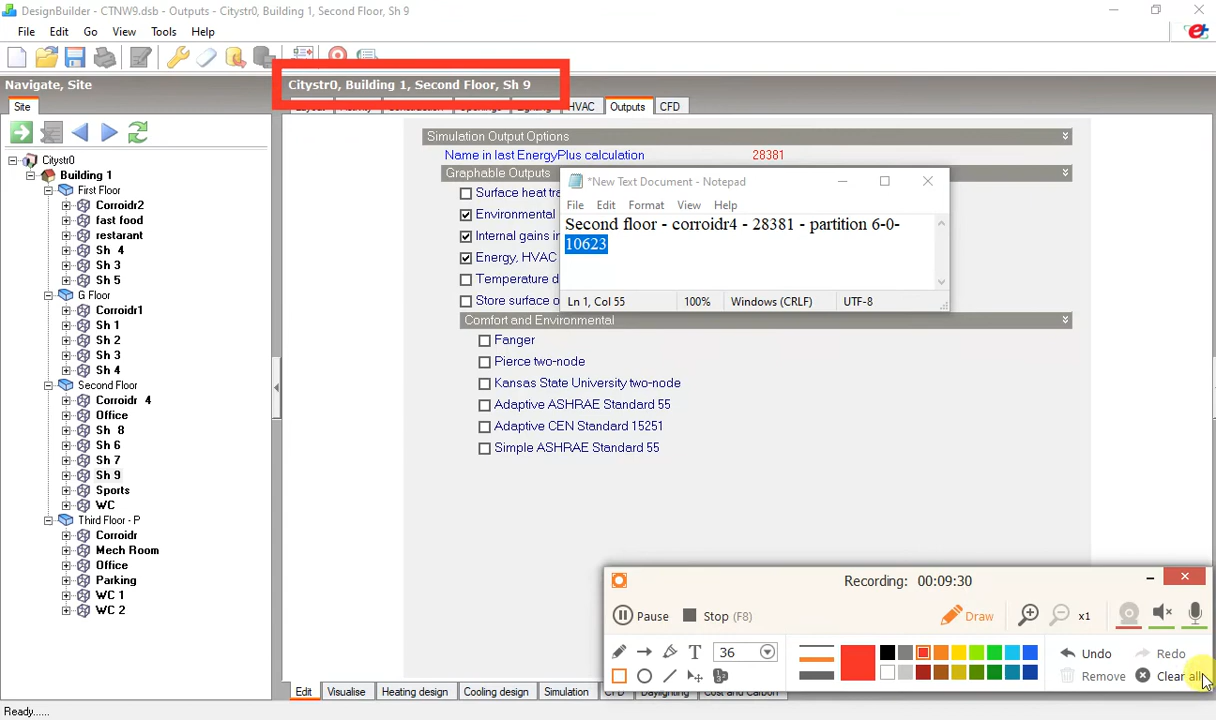 DesignBuilder - CTNW9.dsb - Outputs - Citystr0, Building 1, Second Floor, Sh 9
File Edit Go View Tools Help
Navigate, Site
Citystr0, Building 1, Second Floor, Sh 9
Site
HVAC Outputs CFD
Citystr0
Building 1
First Floor
Corroidr2
fast food
restarant
Sh 4
Sh 3
Sh 5
G Floor
Corroidr1
Sh 1
Sh 2
Sh 3
Sh 4
Second Floor
Corroidr 4
Office
Sh 8
Sh 6
Sh 7
Sh 9
Sports
WC
Third Floor - P
Corroidr
Mech Room
Office
Parking
WC 1
WC 2
Simulation Output Options
Name in last EnergyPlus calculation 28381
Graphable Outputs
Surface heat tra
Environmental
Internal gains in
Energy, HVAC
Temperature d
Store surface o
*New Text Document - Notepad
File Edit Format View Help
Second floor - corroidr4 - 28381 - partition 6-0-
10623
Ln 1, Col 55 100% Windows (CRLF) UTF-8
Comfort and Environmental
Fanger
Pierce two-node
Kansas State University two-node
Adaptive ASHRAE Standard 55
Adaptive CEN Standard 15251
Simple ASHRAE Standard 55
Recording: 00:09:30
Pause Stop (F8) Draw x1
T 36 Undo Redo
Remove Clear all
Edit Visualise Heating design Cooling design Simulation CFD Daylighting Cost and Carbon
Ready......